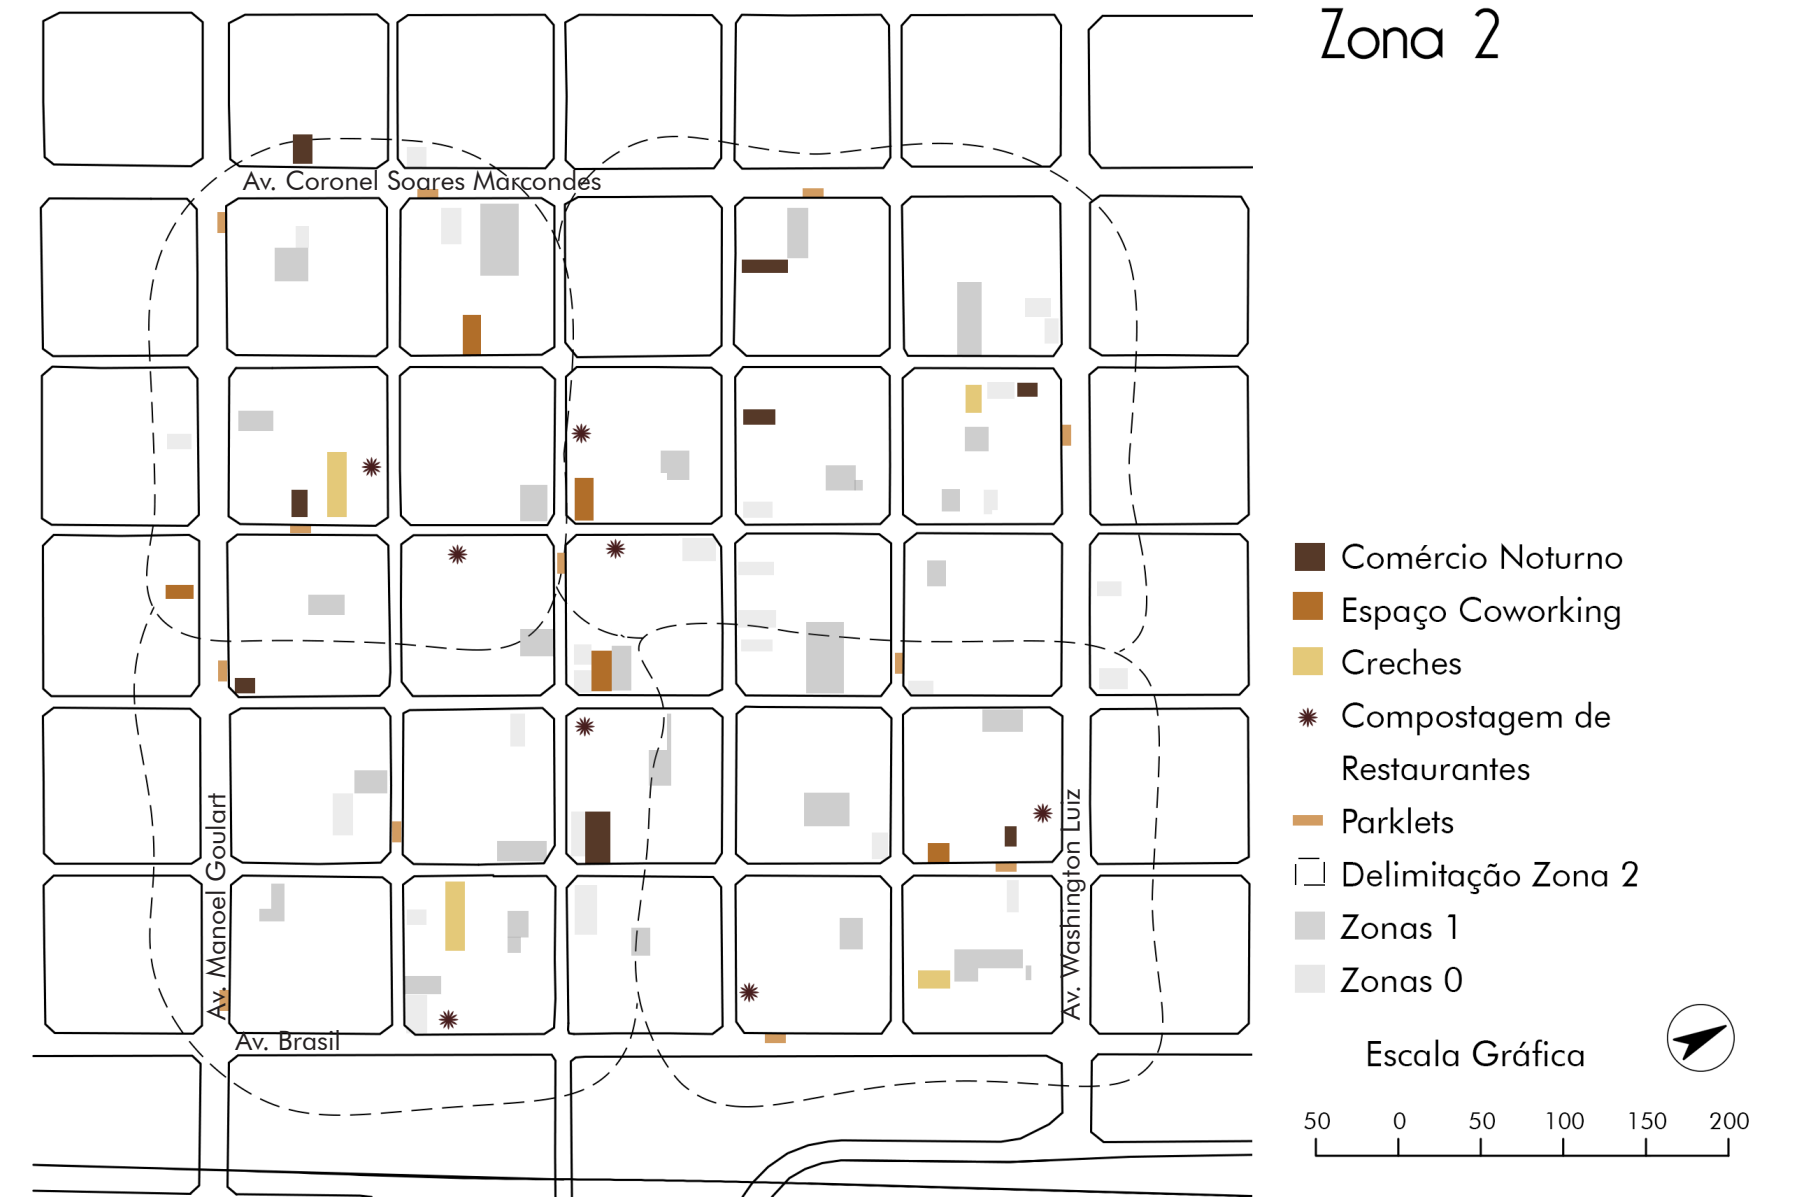 Zona 2
Av. Coronel Soares Marcondes
Av. Manoel Goulart
Av. Washington Luiz
Av. Brasil
Comércio Noturno
Espaço Coworking
Creches
Compostagem de
Restaurantes
Parklets
Delimitação Zona 2
Zonas 1
Zonas 0
Escala Gráfica
50 0 50 100 150 200